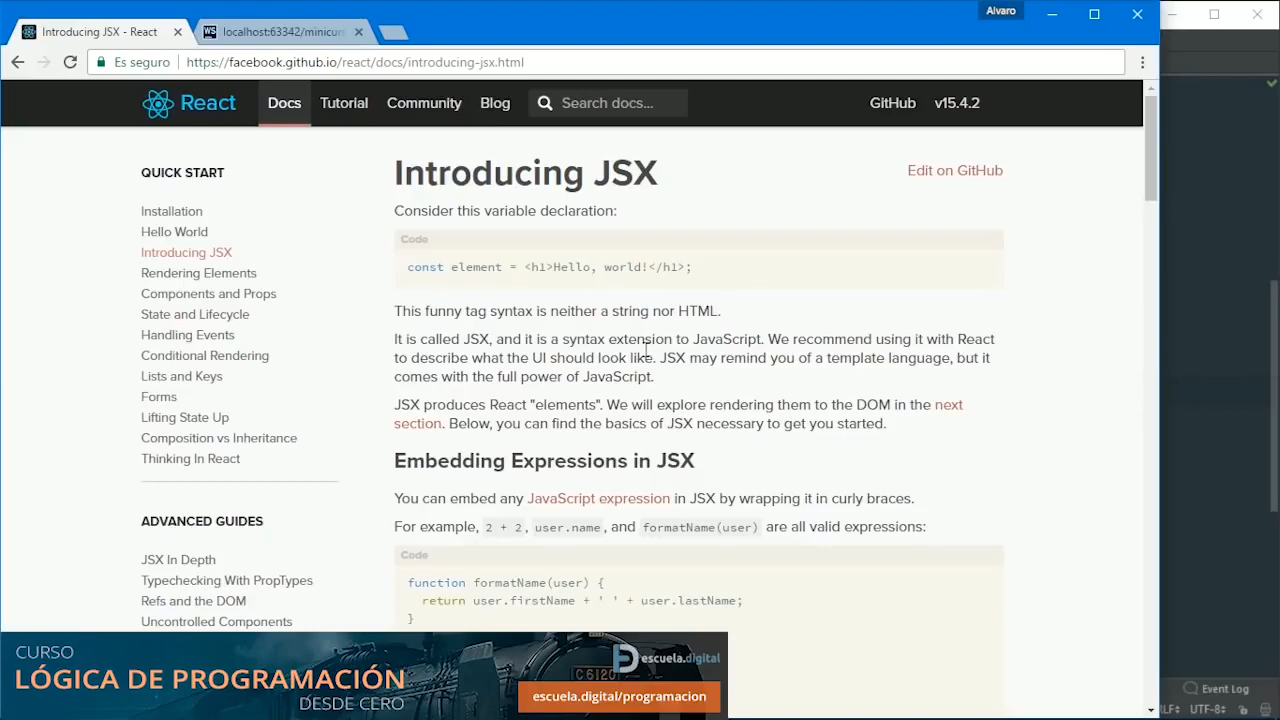 Alvaro
Introducing JSX - React
WS localhost:63342/minicurs
Es seguro
https://facebook.github.io/react/docs/introducing-jsx.html
React
Docs
Tutorial
Community
Blog
Search docs...
GitHub
v15.4.2
QUICK START
Installation
Hello World
Introducing JSX
Rendering Elements
Components and Props
State and Lifecycle
Handling Events
Conditional Rendering
Lists and Keys
Forms
Lifting State Up
Composition vs Inheritance
Thinking In React
ADVANCED GUIDES
JSX In Depth
Typechecking With PropTypes
Refs and the DOM
Uncontrolled Components
Introducing JSX
Edit on GitHub
Consider this variable declaration:
Code
const element = <h1>Hello, world!</h1>;
This funny tag syntax is neither a string nor HTML.
It is called JSX, and it is a syntax extension to JavaScript. We recommend using it with React
to describe what the UI should look like. JSX may remind you of a template language, but it
comes with the full power of JavaScript.
JSX produces React "elements". We will explore rendering them to the DOM in the next
section. Below, you can find the basics of JSX necessary to get you started.
Embedding Expressions in JSX
You can embed any JavaScript expression in JSX by wrapping it in curly braces.
For example, 2 + 2, user.name, and formatName(user) are all valid expressions:
Code
function formatName(user) {
return user.firstName + ' ' + user.lastName;
}
CURSO
LÓGICA DE PROGRAMACIÓN
DESDE CERO
escuela.digital
C6120
escuela.digital/programacion
Event Log
UTF-8